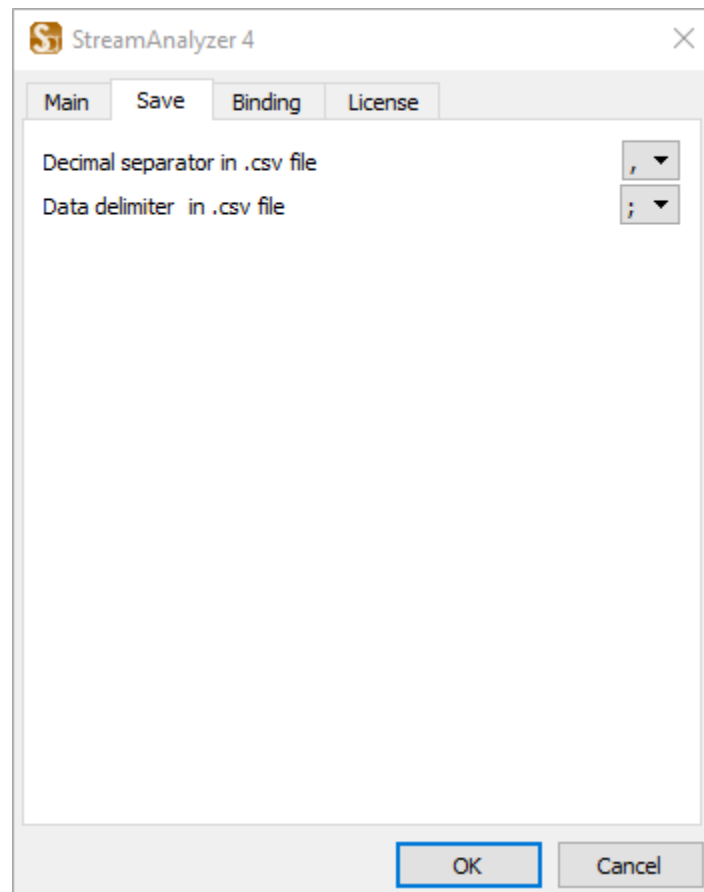 StreamAnalyzer 4
Main Save Binding License
Decimal separator in .csv file ,
Data delimiter  in .csv file ;
OK Cancel